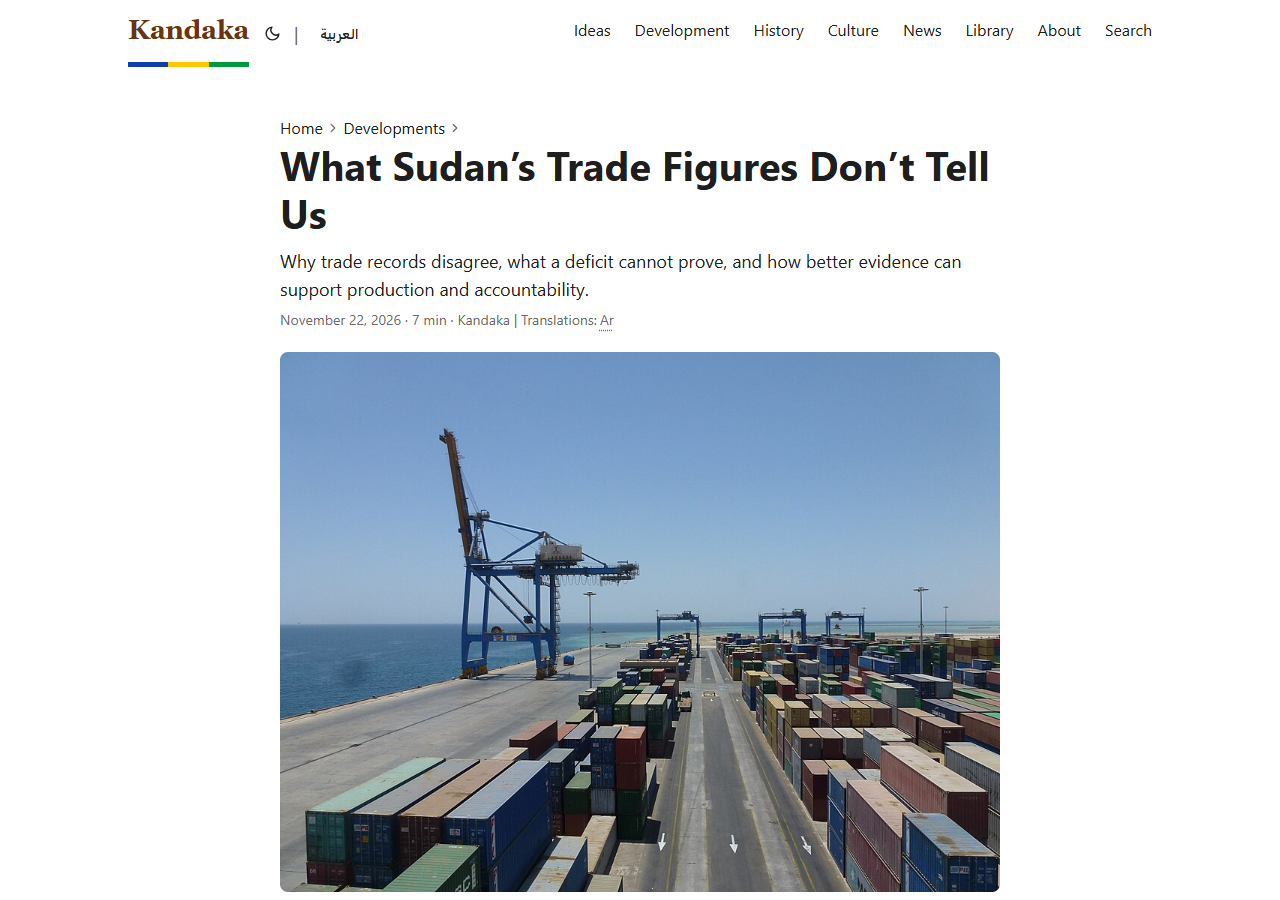 Kandaka | العربية Ideas Development History Culture News Library About Search
Home > Developments >
What Sudan’s Trade Figures Don’t Tell
Us
Why trade records disagree, what a deficit cannot prove, and how better evidence can
support production and accountability.
November 22, 2026 · 7 min · Kandaka | Translations: Ar